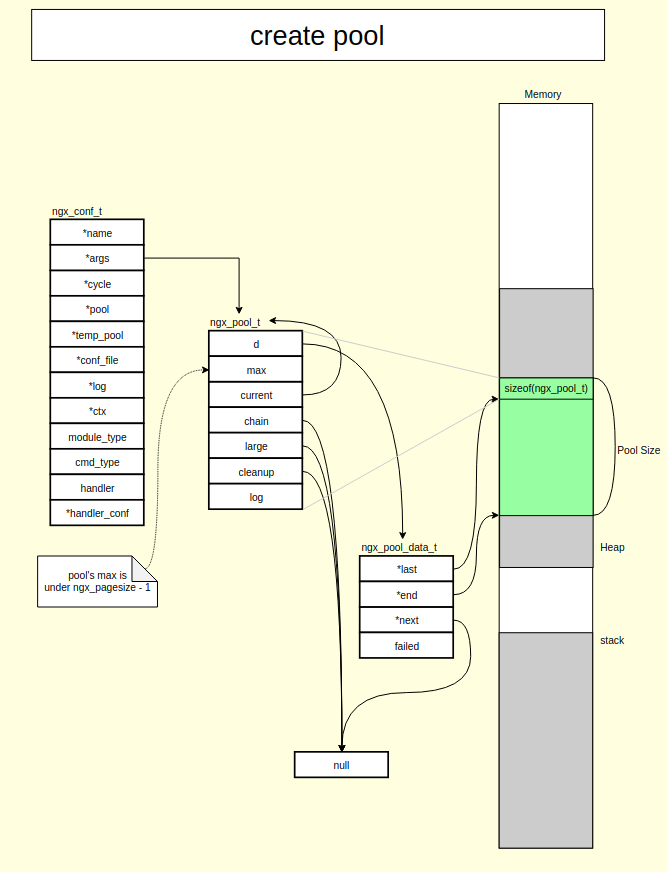 create pool
Memory
ngx_conf_t
*name
*args
*cycle
*pool
*temp_pool
*conf_file
*log
*ctx
module_type
cmd_type
handler
*handler_conf
pool's max is
under ngx_pagesize - 1
ngx_pool_t
d
max
current
chain
large
cleanup
log
ngx_pool_data_t
*last
*end
*next
failed
null
sizeof(ngx_pool_t)
Pool Size
Heap
stack